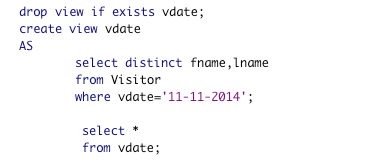 drop view if exists vdate;
create view vdate
AS
select distinct fname,lname
from Visitor
where vdate='11-11-2014';
select *
from vdate;